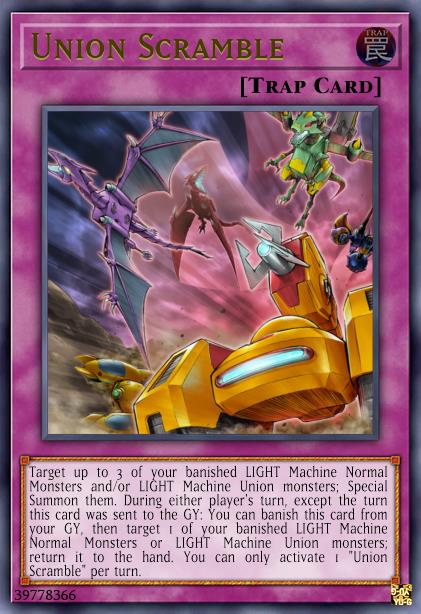 Union Scramble
TRAP
罠
[Trap Card]
Target up to 3 of your banished LIGHT Machine Normal
Monsters and/or LIGHT Machine Union monsters; Special
Summon them. During either player's turn, except the turn
this card was sent to the GY: You can banish this card from
your GY, then target 1 of your banished LIGHT Machine
Normal Monsters or LIGHT Machine Union monsters;
return it to the hand. You can only activate 1 "Union
Scramble" per turn.
39778366